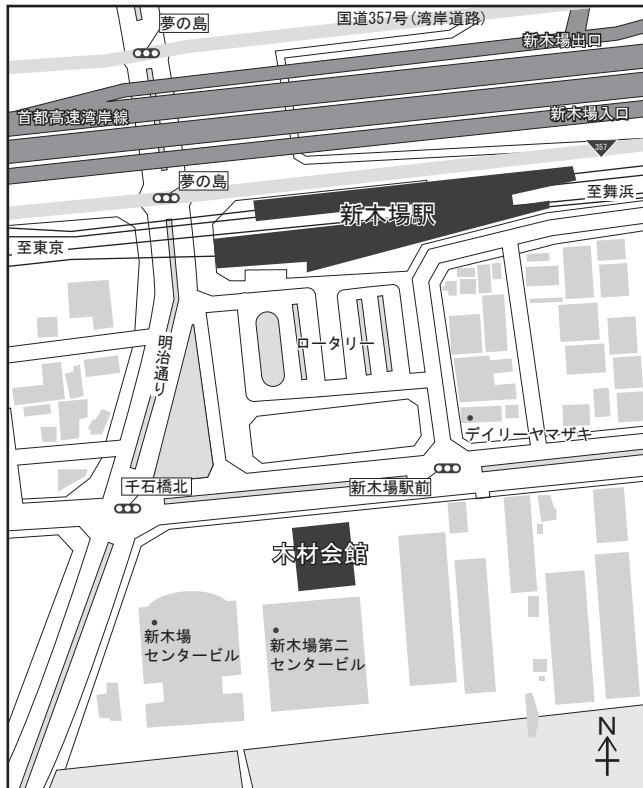 国道357号(湾岸道路)
夢の島
新木場出口
首都高速湾岸線
新木場入口
357
夢の島
至舞浜
新木場駅
至東京
明治通り
ロータリー
デイリーヤマザキ
千石橋北
新木場駅前
木材会館
新木場
センタービル
新木場第二
センタービル
N